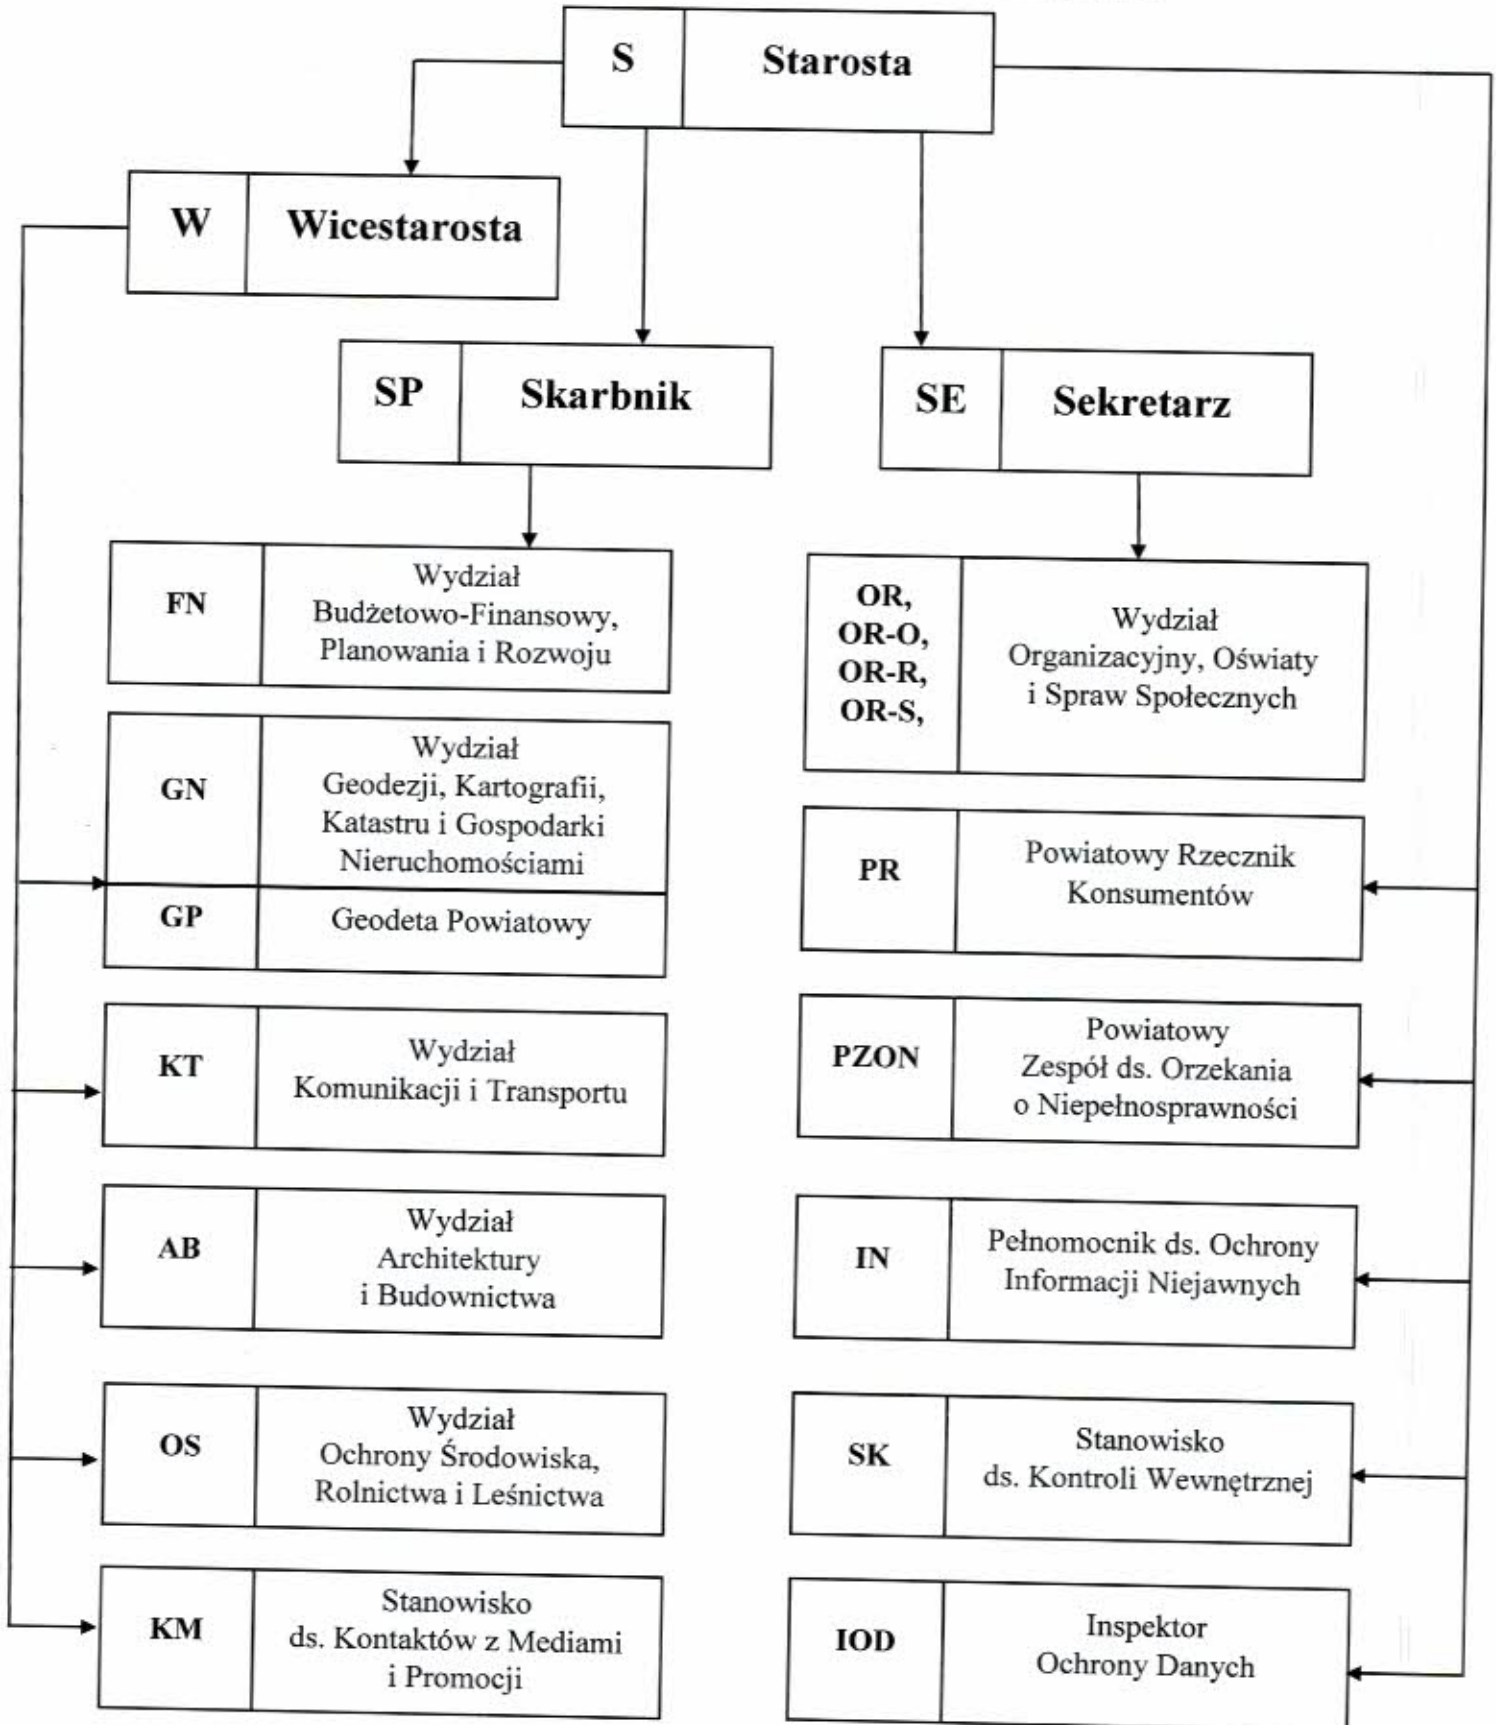 S Starosta
W Wicestarosta
SP Skarbnik
SE Sekretarz
FN
Wydział
Budżetowo-Finansowy,
Planowania i Rozwoju
GN
Wydział
Geodezji, Kartografii,
Katastru i Gospodarki
Nieruchomościami
GP Geodeta Powiatowy
KT
Wydział
Komunikacji i Transportu
AB
Wydział
Architektury
i Budownictwa
OS
Wydział
Ochrony Środowiska,
Rolnictwa i Leśnictwa
KM
Stanowisko
ds. Kontaktów z Mediami
i Promocji
OR,
OR-O,
OR-R,
OR-S,
Wydział
Organizacyjny, Oświaty
i Spraw Społecznych
PR
Powiatowy Rzecznik
Konsumentów
PZON
Powiatowy
Zespół ds. Orzekania
o Niepełnosprawności
IN
Pełnomocnik ds. Ochrony
Informacji Niejawnych
SK
Stanowisko
ds. Kontroli Wewnętrznej
IOD
Inspektor
Ochrony Danych